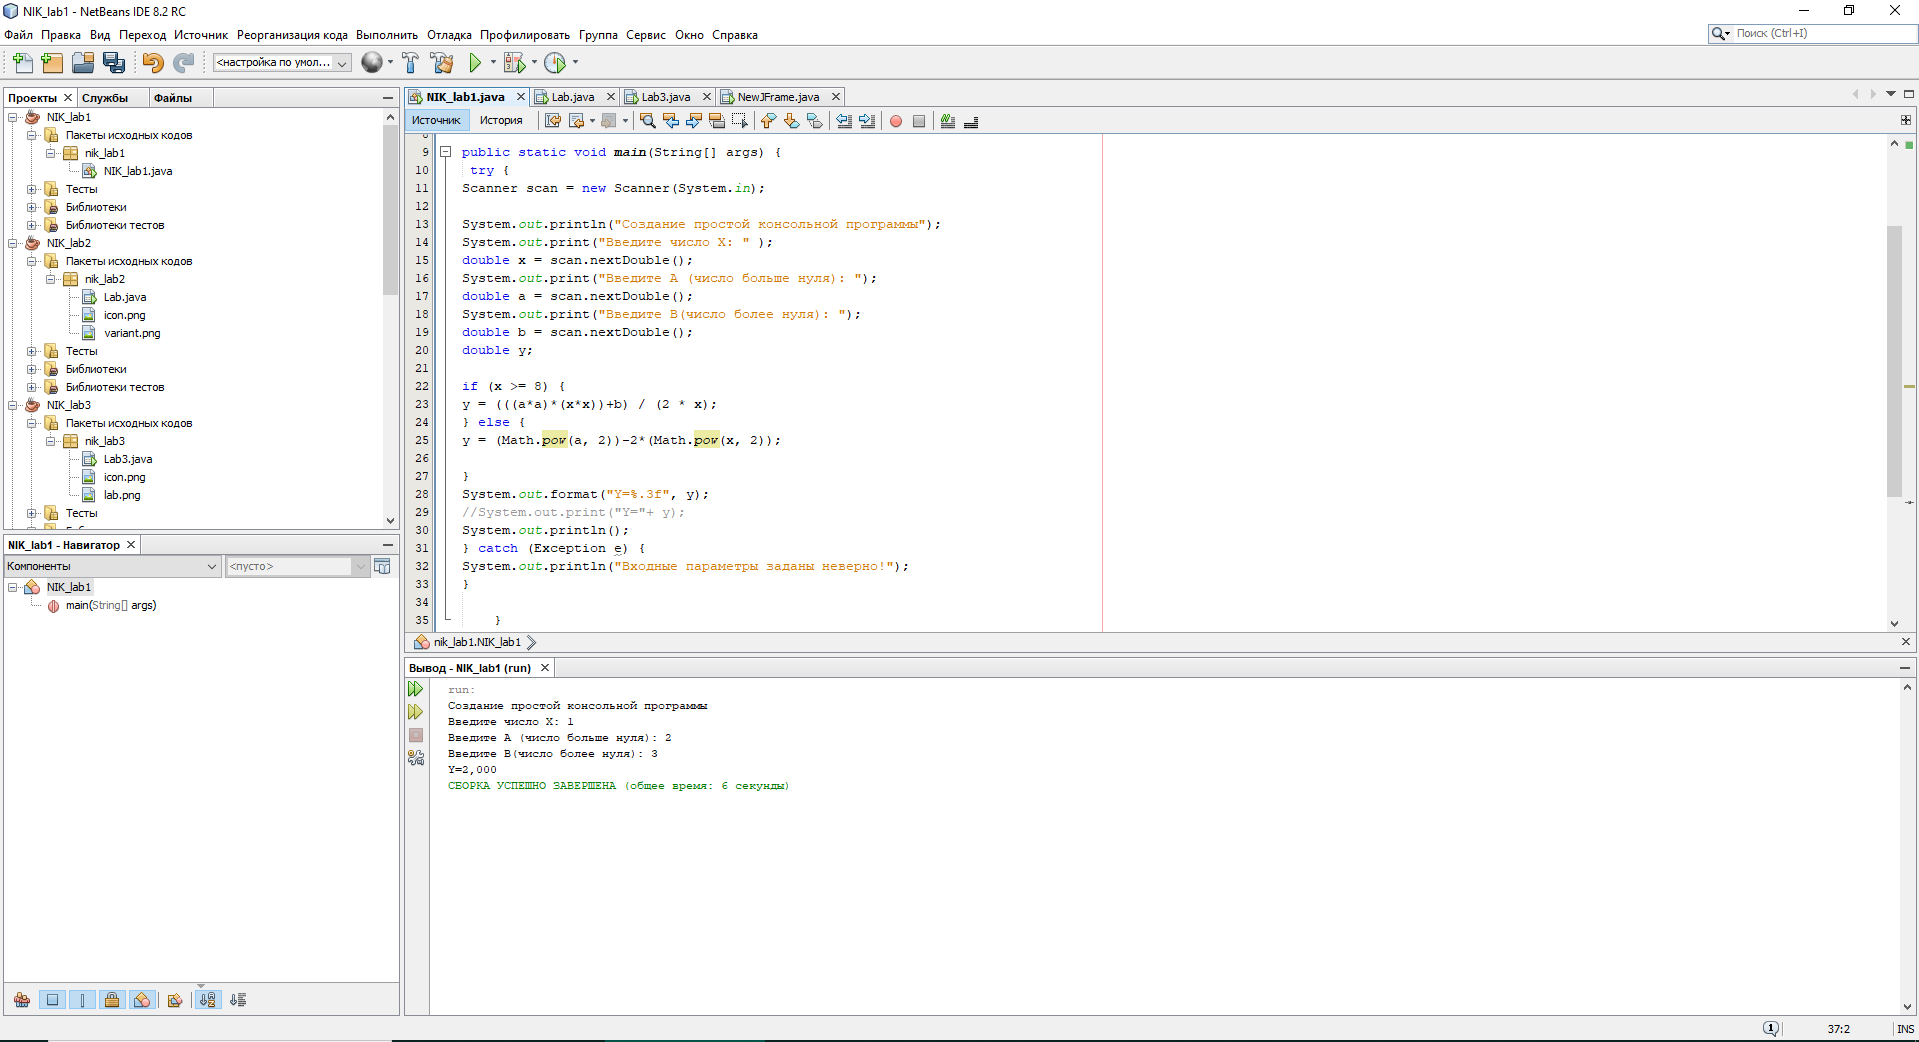 NIK_lab1 - NetBeans IDE 8.2 RC
Файл Правка Вид Переход Источник Реорганизация кода Выполнить Отладка Профилировать Группа Сервис Окно Справка
Поиск (Ctrl+I)
<настройка по умол...
Проекты Службы Файлы
NIK_lab1
Пакеты исходных кодов
nik_lab1
NIK_lab1.java
Тесты
Библиотеки
Библиотеки тестов
NIK_lab2
Пакеты исходных кодов
nik_lab2
Lab.java
icon.png
variant.png
Тесты
Библиотеки
Библиотеки тестов
NIK_lab3
Пакеты исходных кодов
nik_lab3
Lab3.java
icon.png
lab.png
Тесты
NIK_lab1 - Навигатор
Компоненты <пусто>
NIK_lab1
main(String[] args)
NIK_lab1.java Lab.java Lab3.java NewJFrame.java
Источник История
9 public static void main(String[] args) {
10 try {
11 Scanner scan = new Scanner(System.in);
12
13 System.out.println("Создание простой консольной программы");
14 System.out.print("Введите число X: " );
15 double x = scan.nextDouble();
16 System.out.print("Введите A (число больше нуля): ");
17 double a = scan.nextDouble();
18 System.out.print("Введите B(число более нуля): ");
19 double b = scan.nextDouble();
20 double y;
21
22 if (x >= 8) {
23 y = (((a*a)*(x*x))+b) / (2 * x);
24 } else {
25 y = (Math.pow(a, 2))-2*(Math.pow(x, 2));
26
27 }
28 System.out.format("Y=%.3f", y);
29 //System.out.print("Y="+ y);
30 System.out.println();
31 } catch (Exception e) {
32 System.out.println("Входные параметры заданы неверно!");
33 }
34
35 }
nik_lab1.NIK_lab1
Вывод - NIK_lab1 (run)
run:
Создание простой консольной программы
Введите число X: 1
Введите A (число больше нуля): 2
Введите B(число более нуля): 3
Y=2,000
СБОРКА УСПЕШНО ЗАВЕРШЕНА (общее время: 6 секунды)
1 37:2 INS